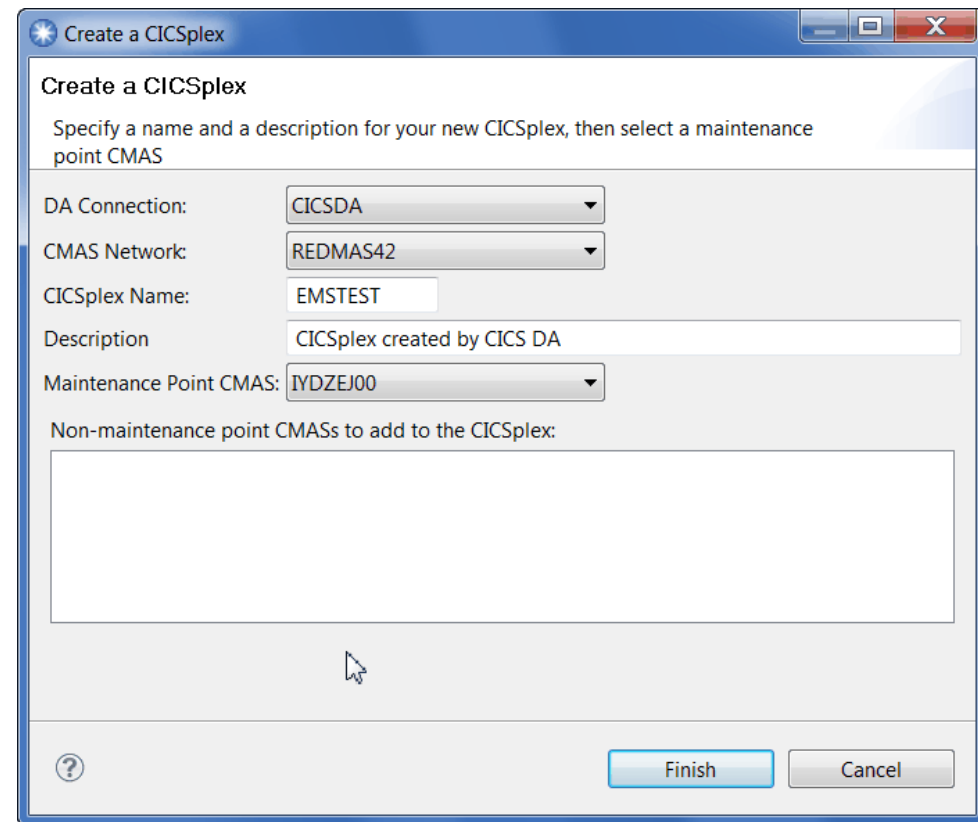 Create a CICSplex
Create a CICSplex
Specify a name and a description for your new CICSplex, then select a maintenance
point CMAS
DA Connection: CICSDA
CMAS Network: REDMAS42
CICSplex Name: EMSTEST
Description CICSplex created by CICS DA
Maintenance Point CMAS: IYDZEJ00
Non-maintenance point CMASs to add to the CICSplex:
? Finish Cancel